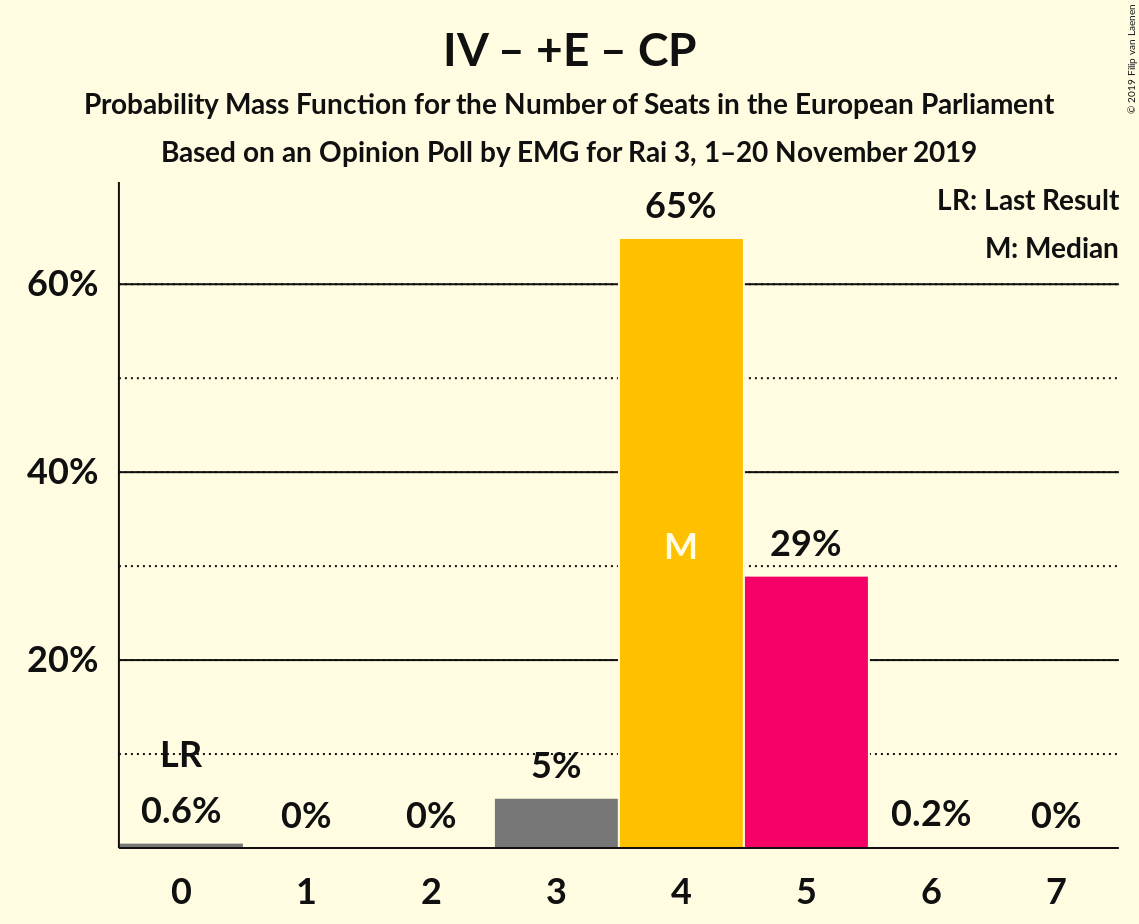 IV – +E – CP
Probability Mass Function for the Number of Seats in the European Parliament
Based on an Opinion Poll by EMG for Rai 3, 1–20 November 2019
© 2019 Filip van Laenen
LR: Last Result
M: Median
65%
60%
M
29%
40%
20%
LR
0.6%
0%
0%
5%
0.2%
0%
0 1 2 3 4 5 6 7